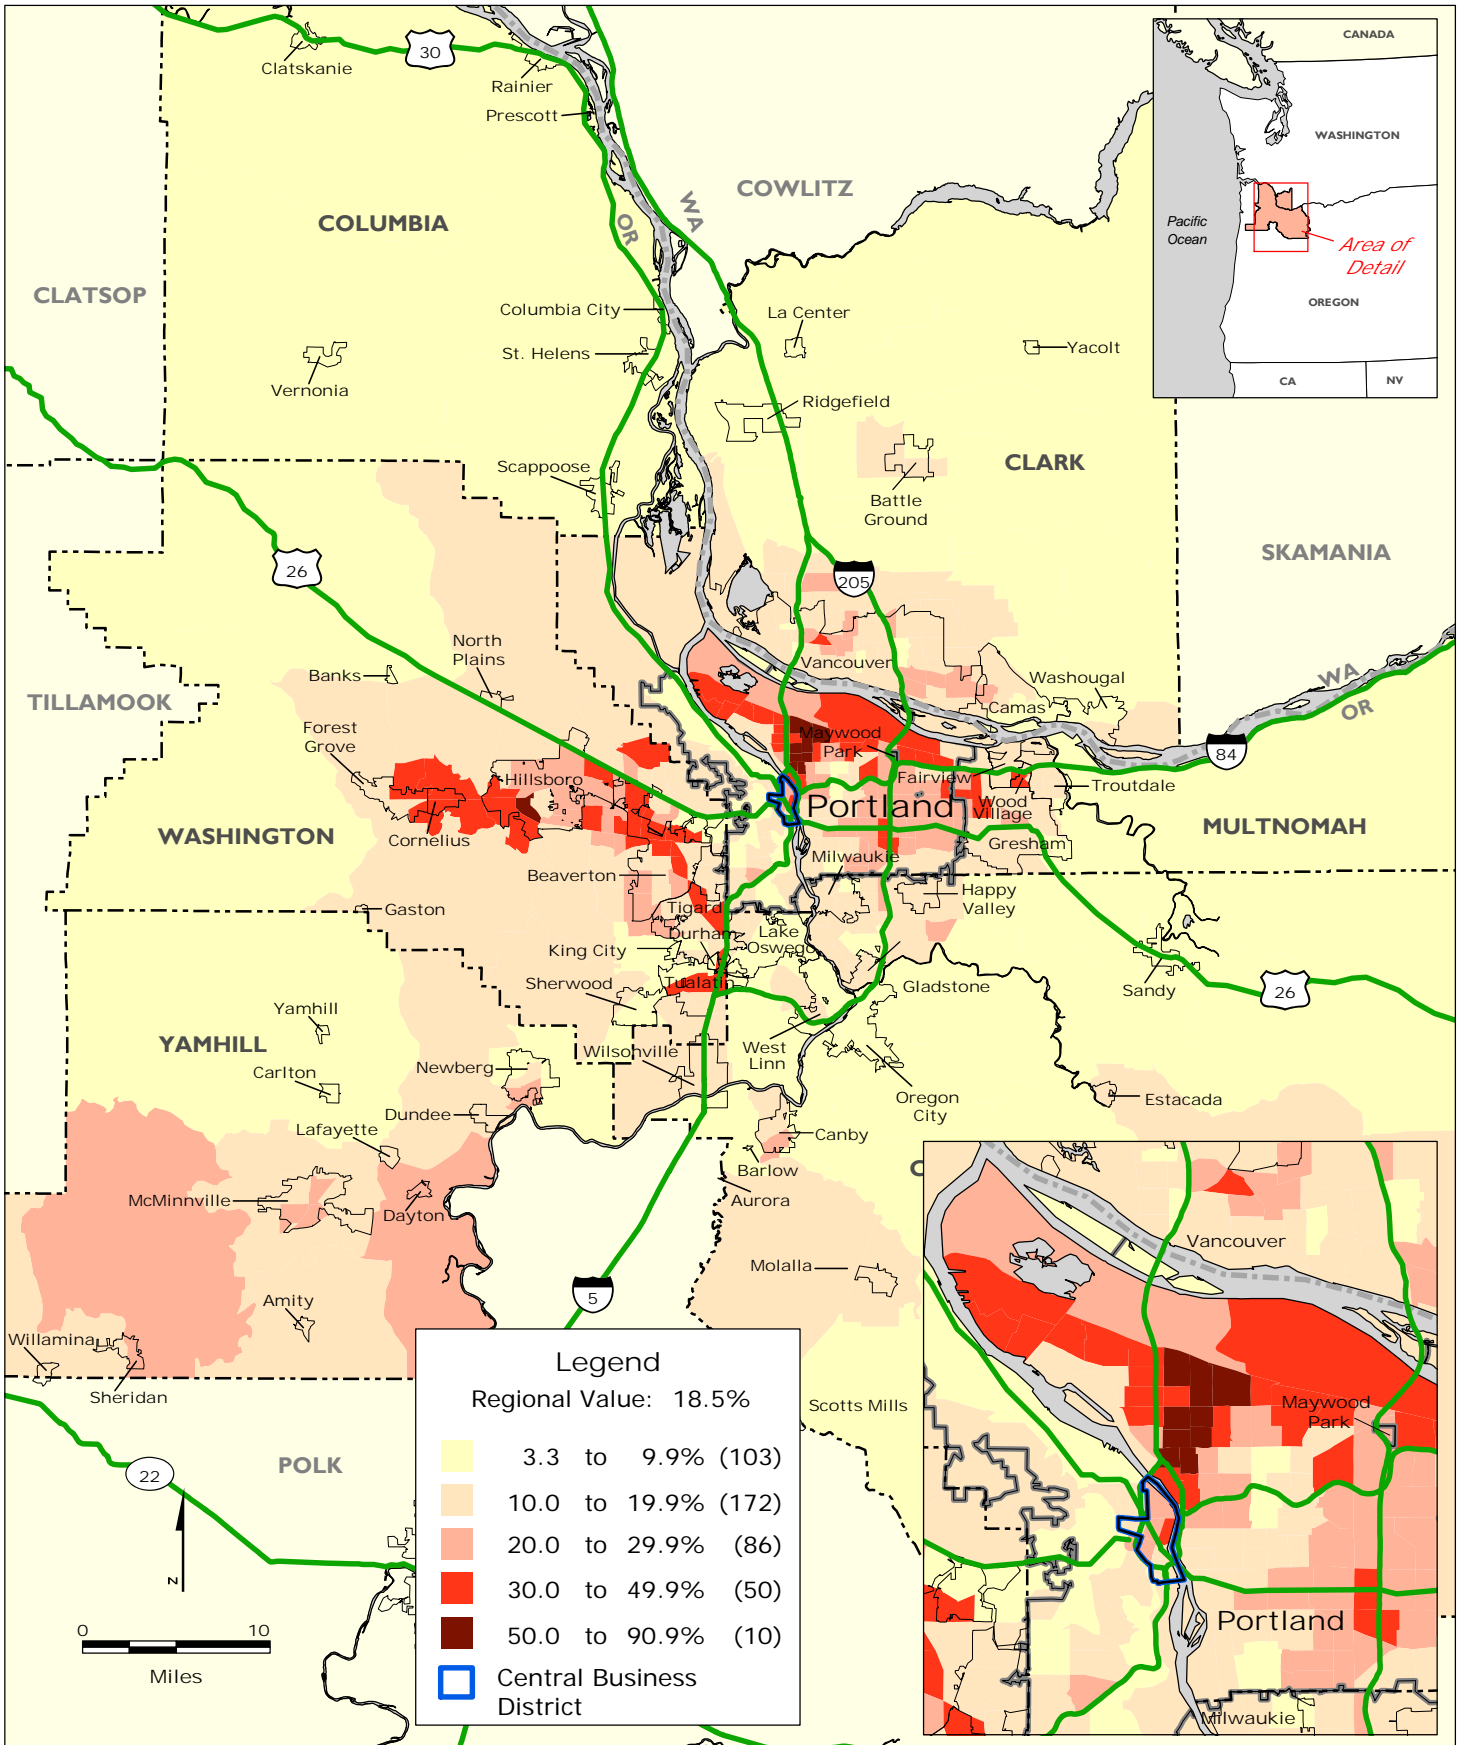 30
Clatskanie
Rainier
Prescott
COWLITZ
COLUMBIA
WA
OR
CLATSOP
Columbia City
La Center
St. Helens
Yacolt
Vernonia
Ridgefield
CLARK
Scappoose
Battle
Ground
SKAMANIA
26
205
North
Plains
Banks
Vancouver
Washougal
WA
OR
TILLAMOOK
Camas
Forest
Grove
Maywood
Park
84
Hillsboro
Fairview
Troutdale
Portland
Wood
Village
WASHINGTON
Cornelius
MULTNOMAH
Gresham
Milwaukie
Beaverton
Happy
Valley
Gaston
Tigard
Durham
Lake
Oswego
King City
Sherwood
Tualatin
Gladstone
Sandy
26
Yamhill
YAMHILL
Wilsonville
West
Linn
Newberg
Carlton
Oregon
City
Estacada
Dundee
Lafayette
Canby
Barlow
C
McMinnville
Dayton
Aurora
Molalla
Amity
5
Willamina
Sheridan
Scotts Mills
POLK
22
N
0 10
Miles
CANADA
WASHINGTON
Pacific
Ocean
Area of
Detail
OREGON
CA NV
Legend
Regional Value: 18.5%
3.3 to 9.9% (103)
10.0 to 19.9% (172)
20.0 to 29.9% (86)
30.0 to 49.9% (50)
50.0 to 90.9% (10)
Central Business
District
Vancouver
Maywood
Park
Portland
Milwaukie